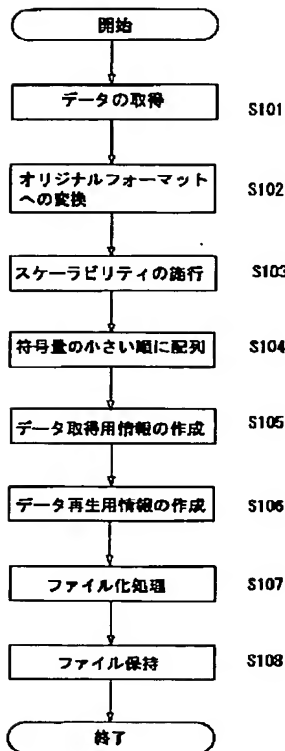 開始
データの取得 S101
オリジナルフォーマット
への変換 S102
スケーラビリティの施行 S103
符号量の小さい順に配列 S104
データ取得用情報の作成 S105
データ再生用情報の作成 S106
ファイル化処理 S107
ファイル保持 S108
終了